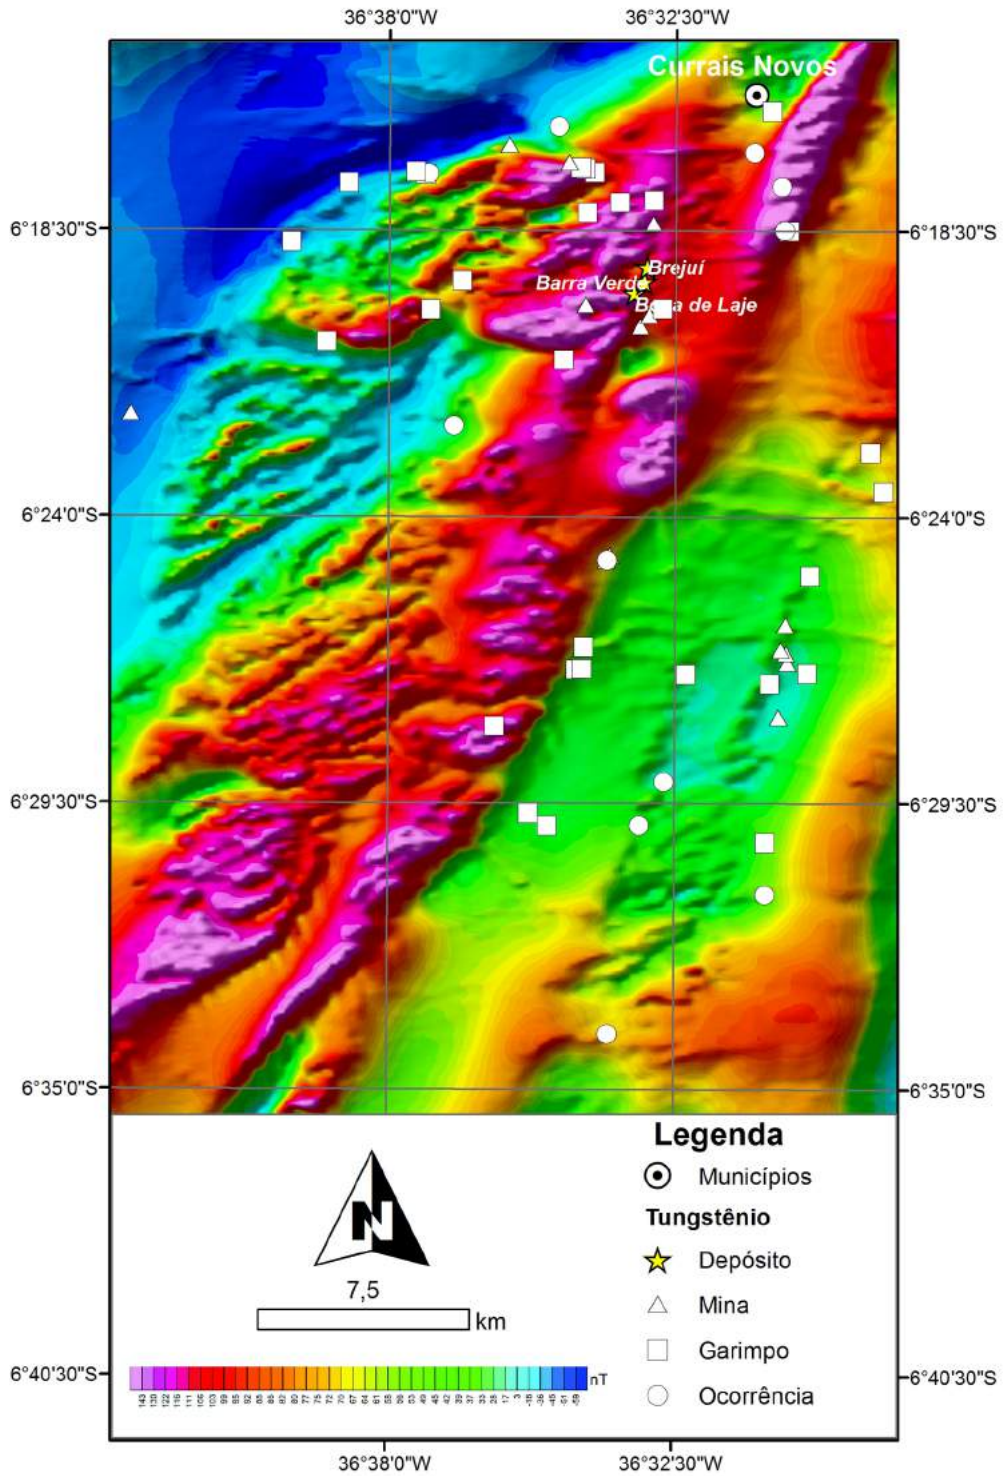 36°38'0"W 36°32'30"W
Currais Novos
6°18'30"S 6°18'30"S
Brejuí
Barra Verde
Boca de Laje
6°24'0"S 6°24'0"S
6°29'30"S 6°29'30"S
6°35'0"S 6°35'0"S
Legenda
Municípios
Tungstênio
N
Depósito
7,5
km
Mina
Garimpo
nT
Ocorrência
6°40'30"S 6°40'30"S
36°38'0"W 36°32'30"W